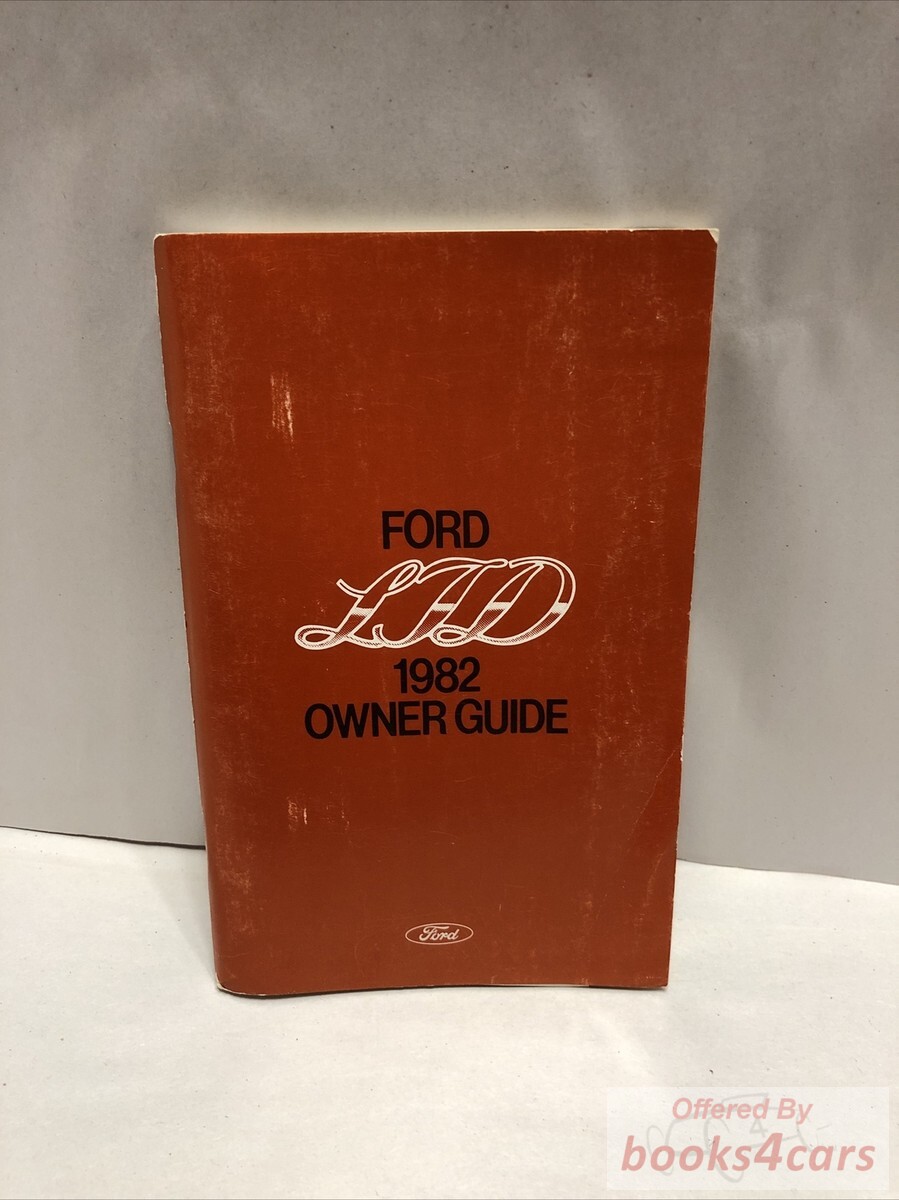 FORD
LTD
1982
OWNER GUIDE
Ford
Offered By
books4cars